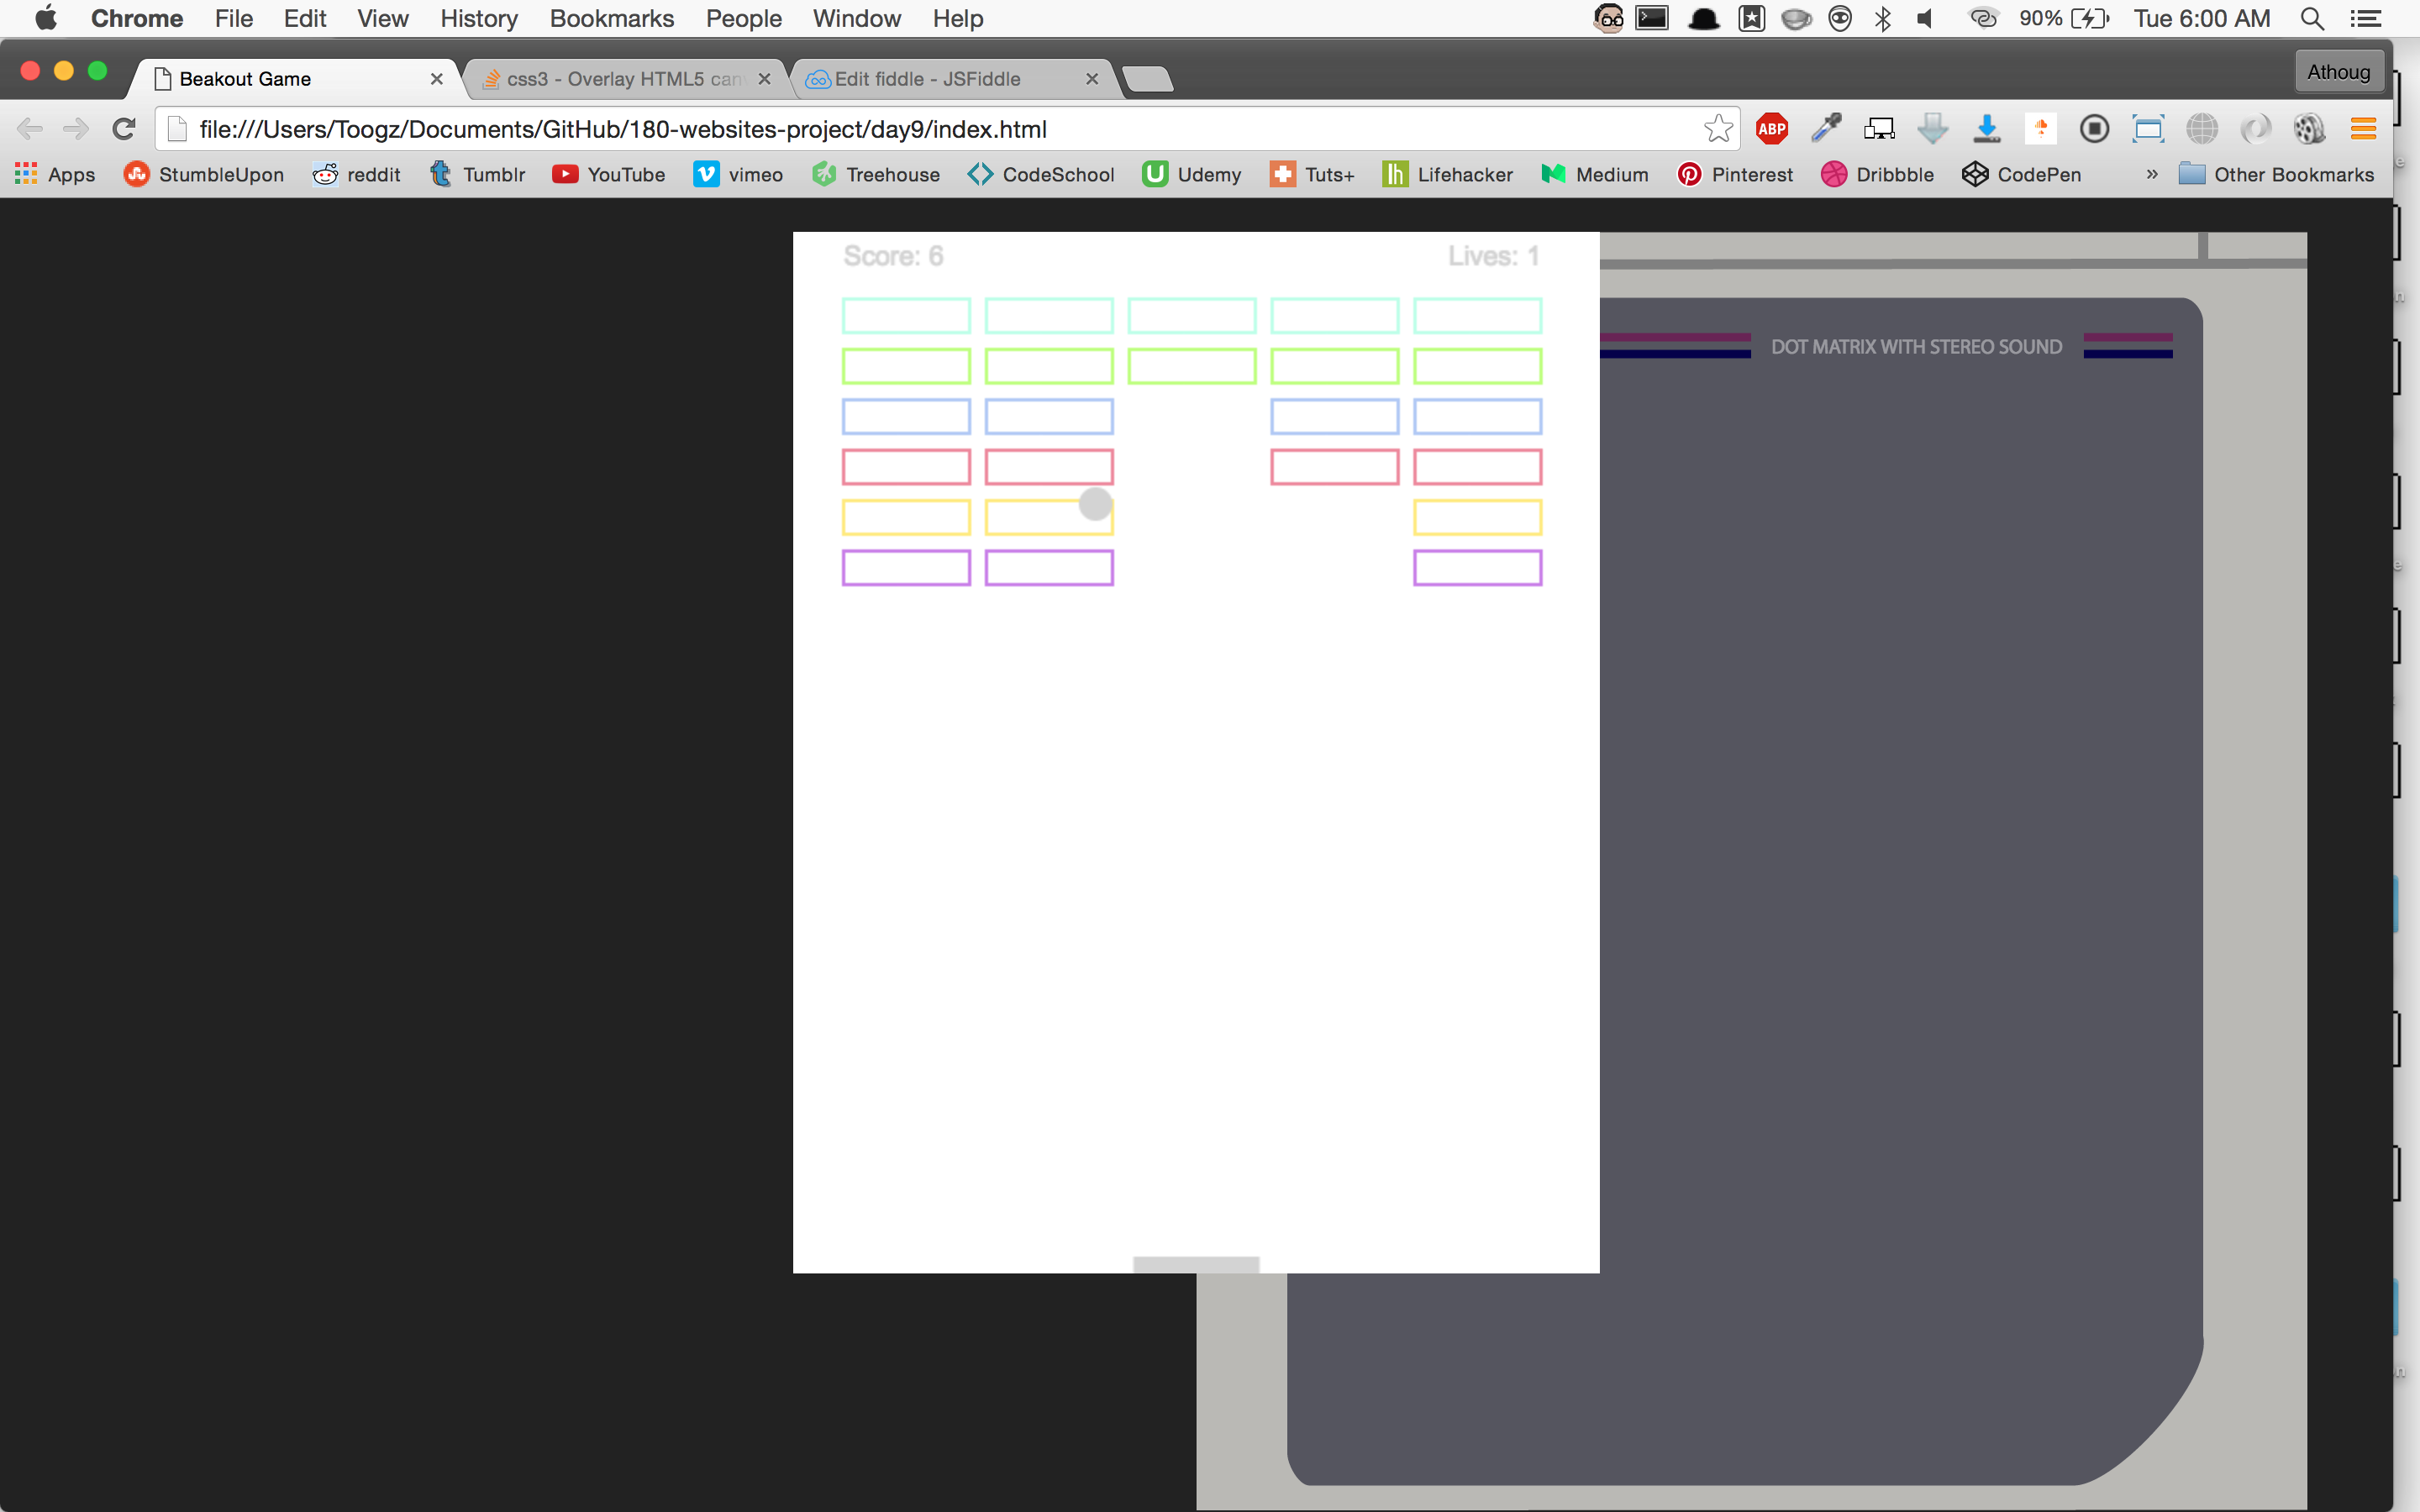 Chrome File Edit View History Bookmarks People Window Help 90% Tue 6:00 AM
Beakout Game css3 - Overlay HTML5 can Edit fiddle - JSFiddle Athoug
file:///Users/Toogz/Documents/GitHub/180-websites-project/day9/index.html ABP
Apps StumbleUpon reddit Tumblr YouTube vimeo Treehouse CodeSchool Udemy Tuts+ lh Lifehacker Medium Pinterest Dribbble CodePen » Other Bookmarks
Score: 6 Lives: 1
DOT MATRIX WITH STEREO SOUND